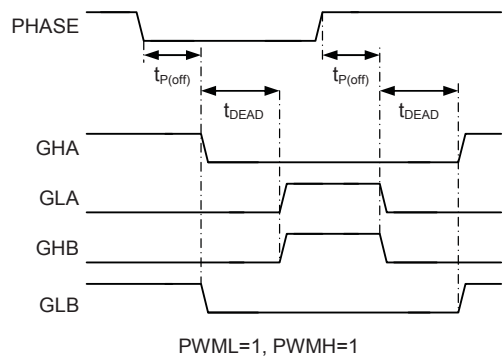 PHASE
tP(off) tP(off)
tDEAD tDEAD
GHA
GLA
GHB
GLB
PWML=1, PWMH=1